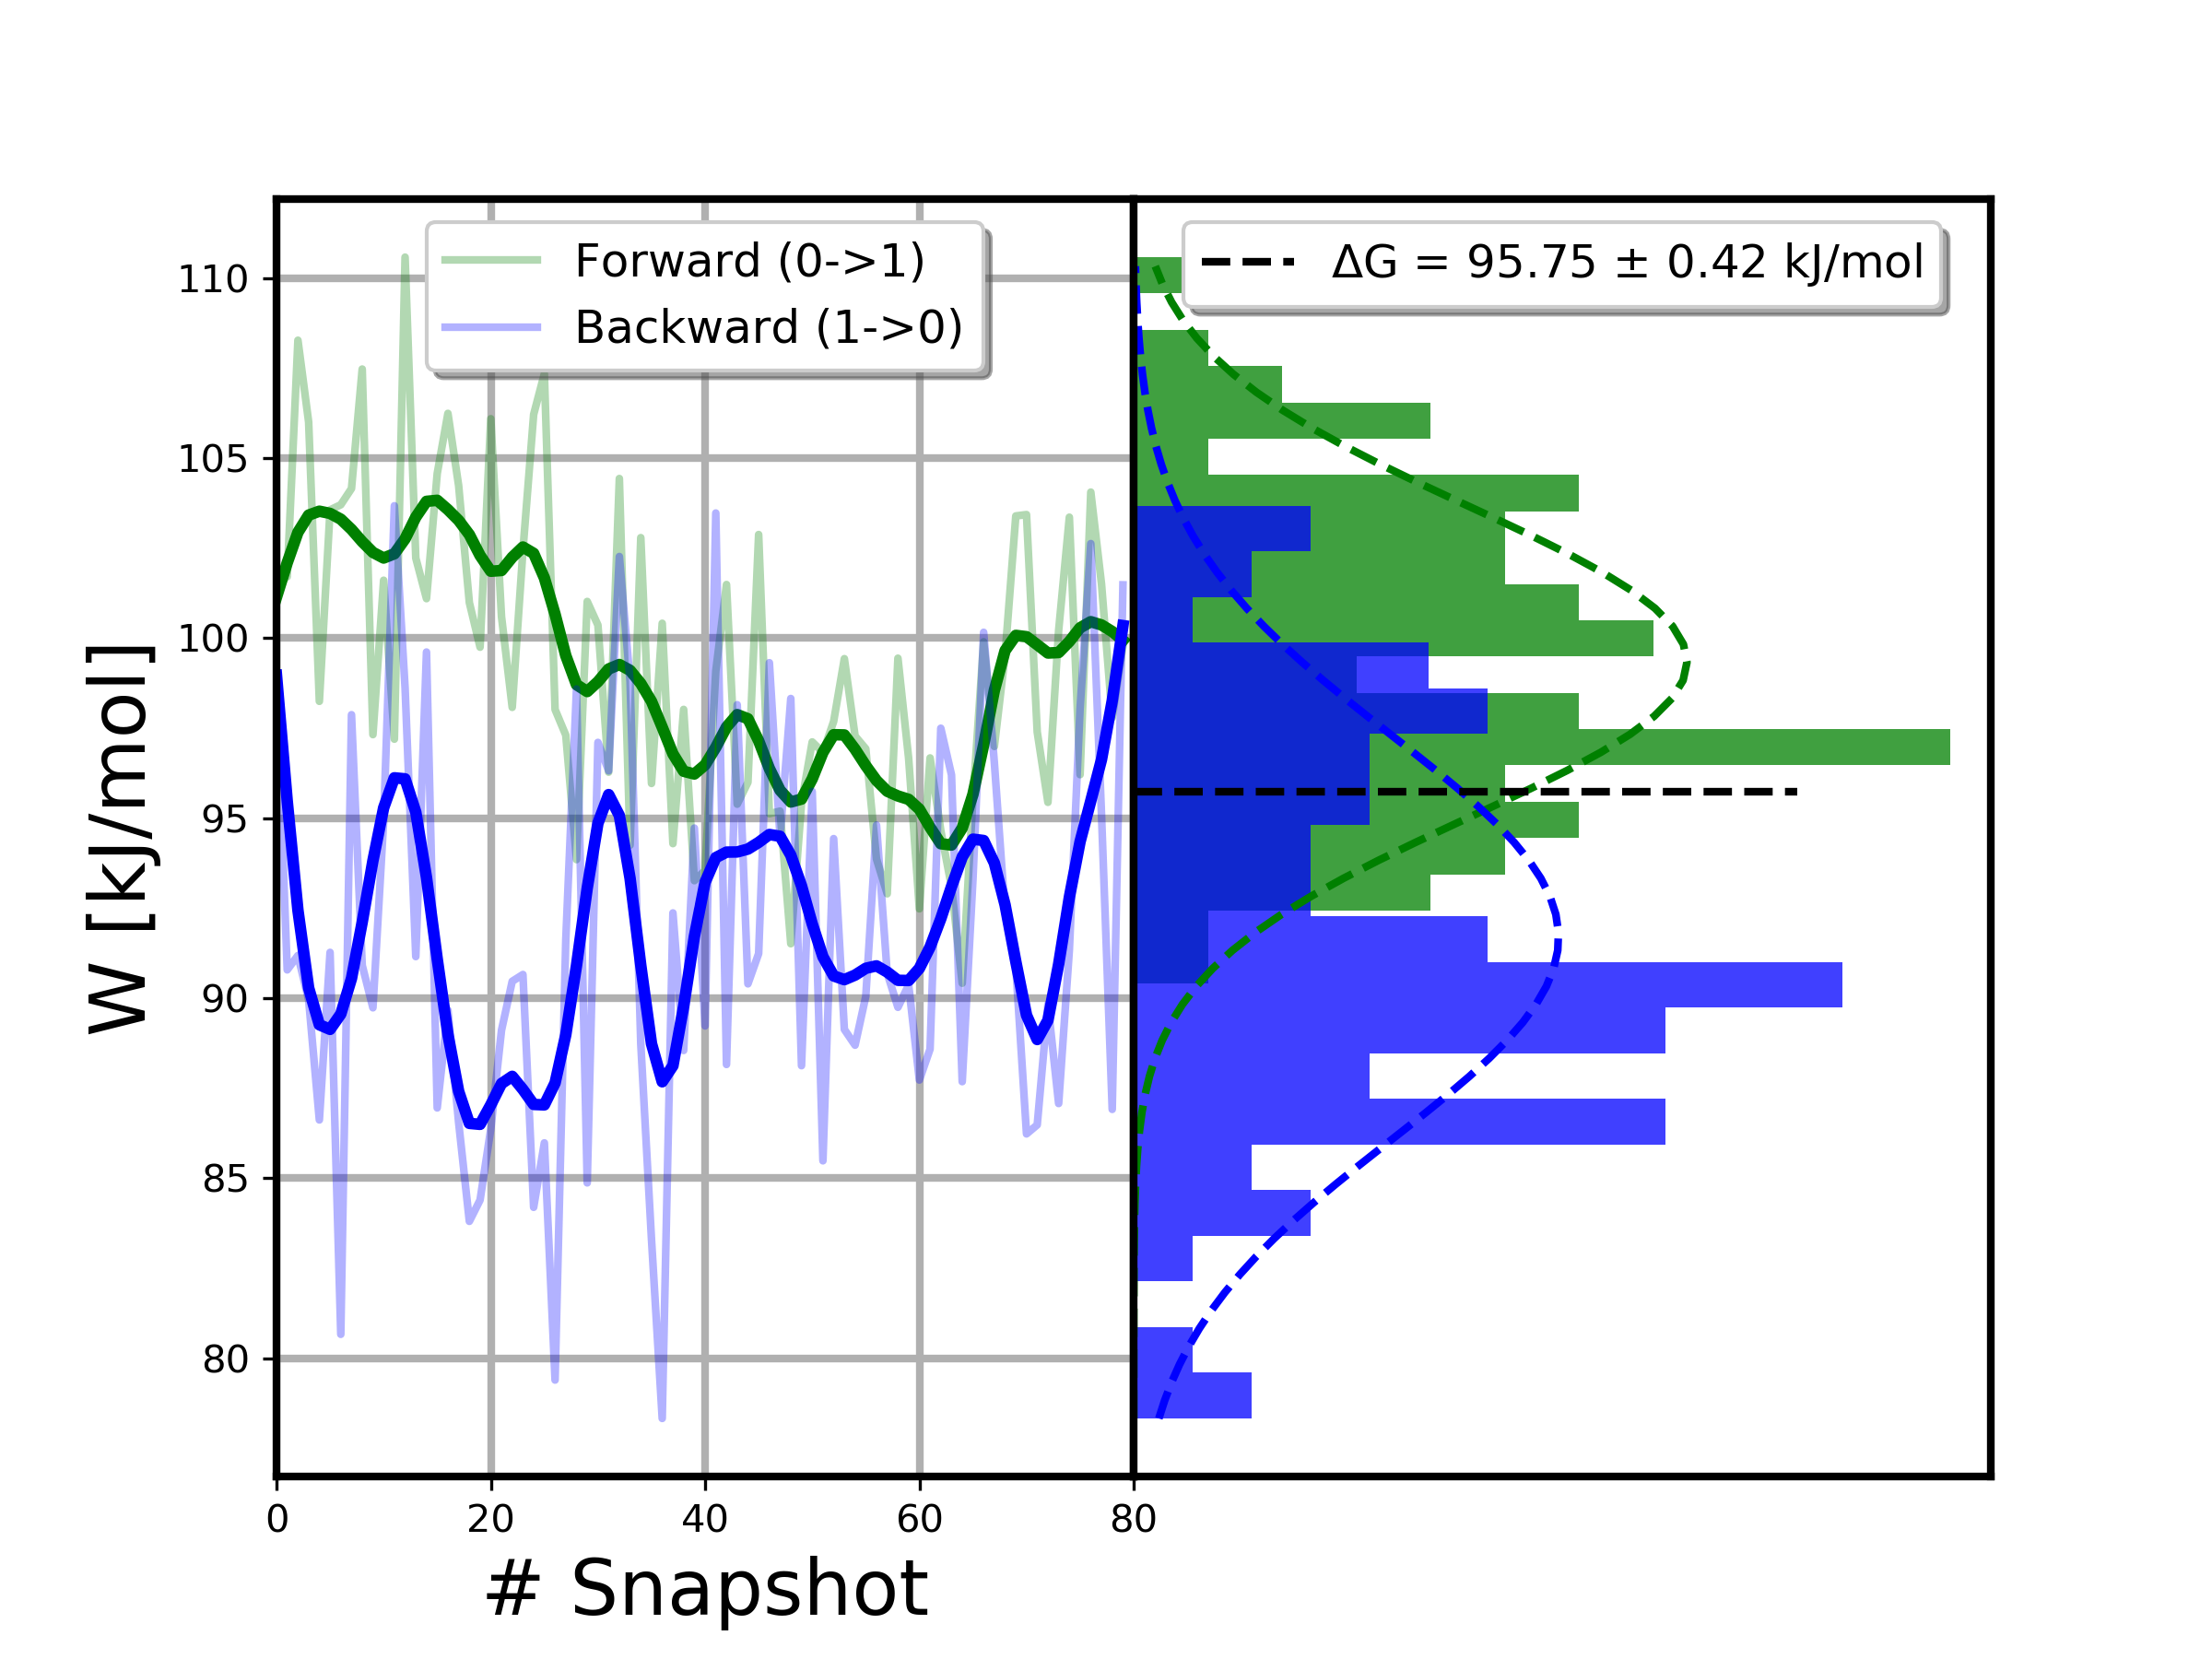 Forward (0->1)
Backward (1->0)
ΔG = 95.75 ± 0.42 kJ/mol
W [kJ/mol]
110
105
100
95
90
85
80
0 20 40 60 80
# Snapshot